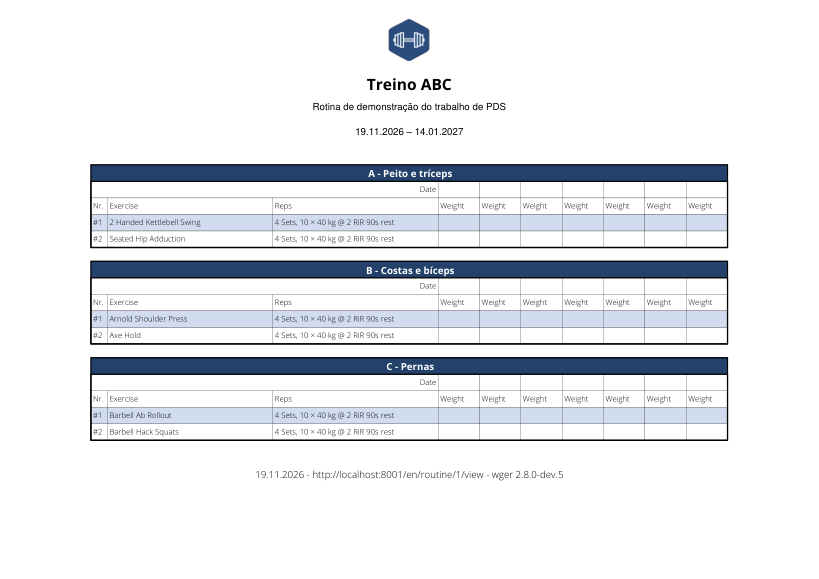 Treino ABC
Rotina de demonstração do trabalho de PDS
19.11.2026 – 14.01.2027
A - Peito e tríceps
Date
Nr. Exercise Reps Weight Weight Weight Weight Weight Weight Weight
#1 2 Handed Kettlebell Swing 4 Sets, 10 × 40 kg @ 2 RiR 90s rest
#2 Seated Hip Adduction 4 Sets, 10 × 40 kg @ 2 RiR 90s rest
B - Costas e bíceps
Date
Nr. Exercise Reps Weight Weight Weight Weight Weight Weight Weight
#1 Arnold Shoulder Press 4 Sets, 10 × 40 kg @ 2 RiR 90s rest
#2 Axe Hold 4 Sets, 10 × 40 kg @ 2 RiR 90s rest
C - Pernas
Date
Nr. Exercise Reps Weight Weight Weight Weight Weight Weight Weight
#1 Barbell Ab Rollout 4 Sets, 10 × 40 kg @ 2 RiR 90s rest
#2 Barbell Hack Squats 4 Sets, 10 × 40 kg @ 2 RiR 90s rest
19.11.2026 - http://localhost:8001/en/routine/1/view - wger 2.8.0-dev.5